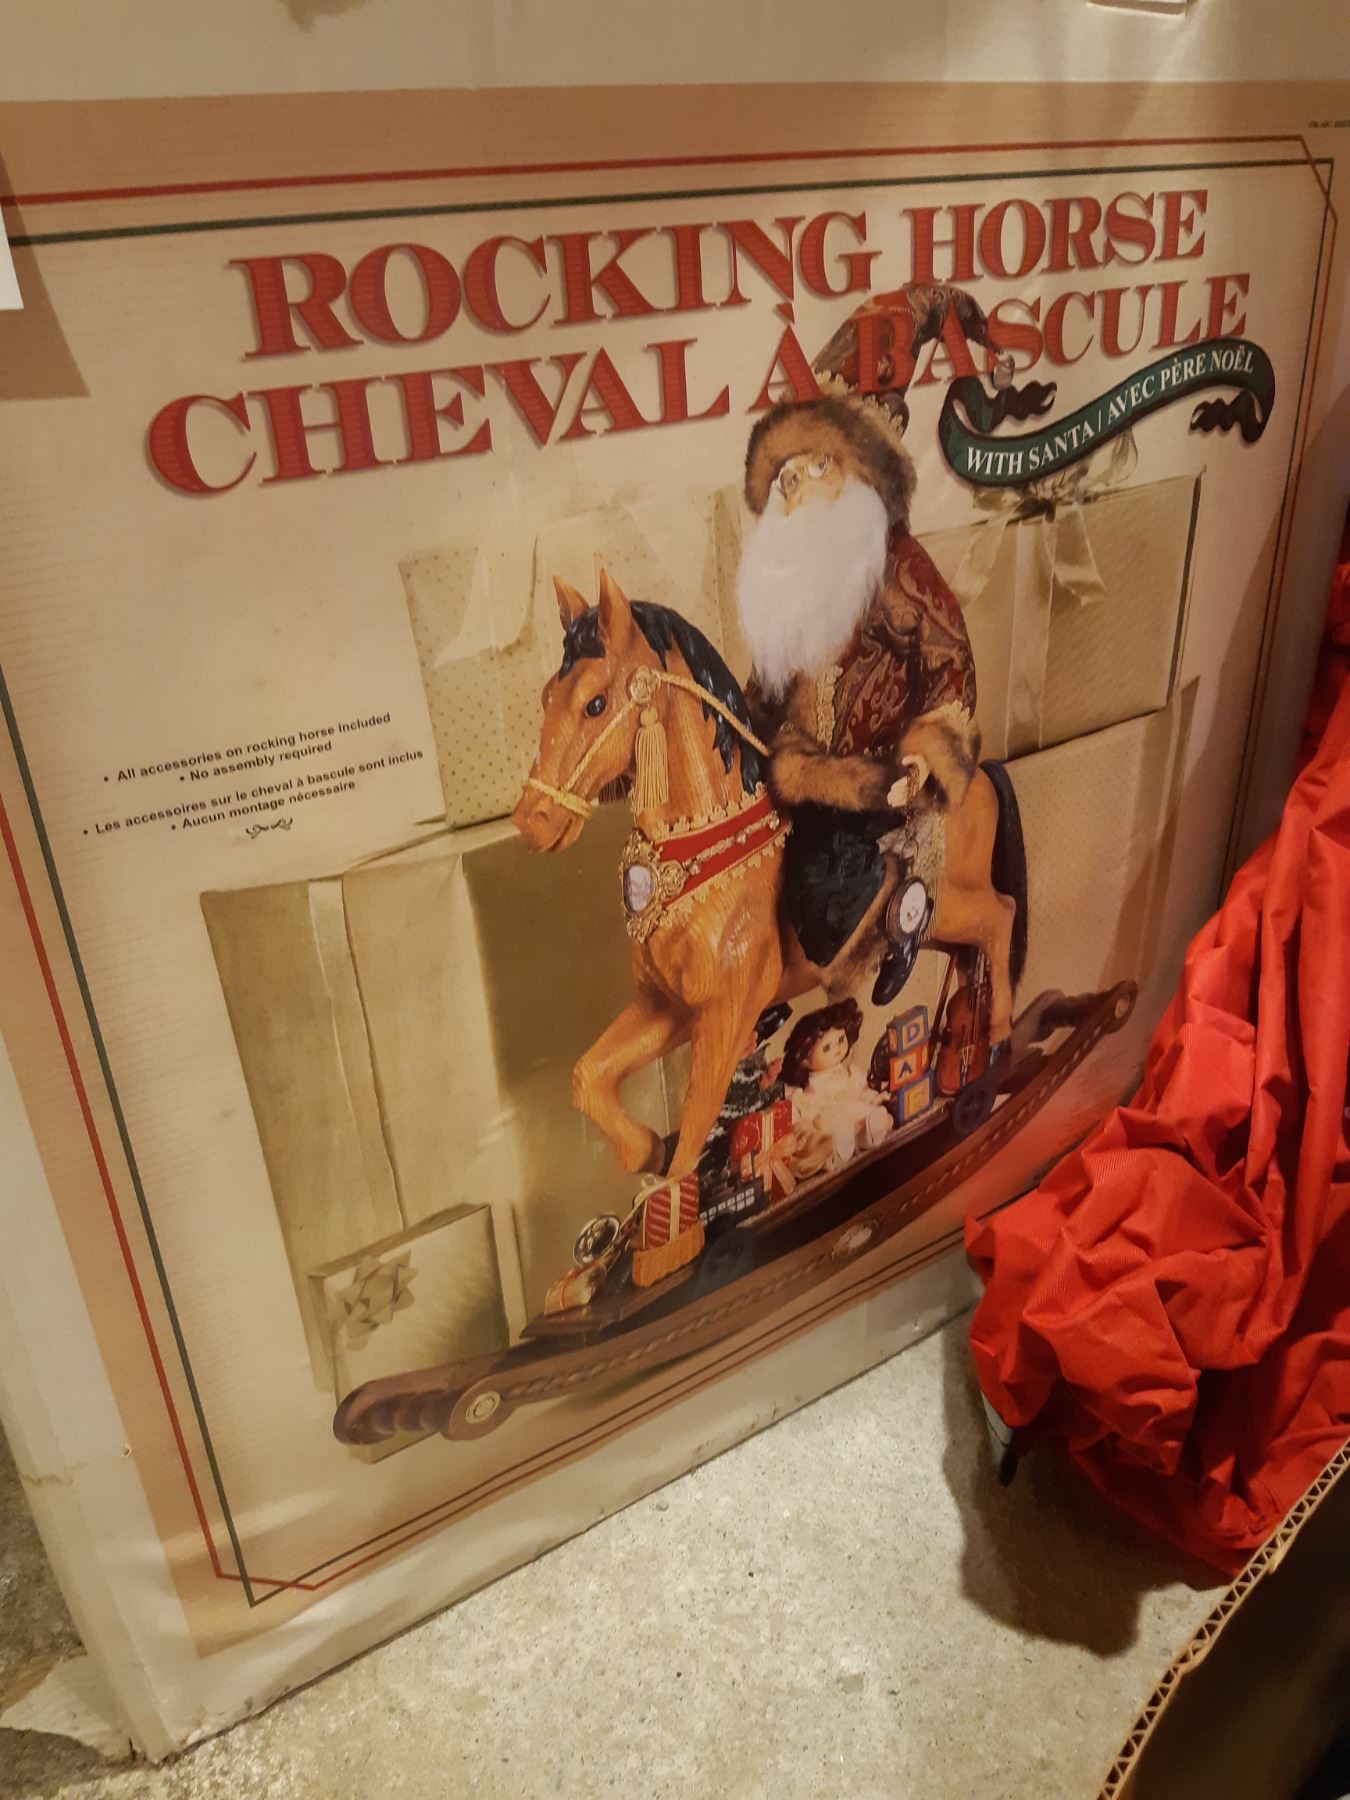 ROCKING HORSE
CHEVAL À BASCULE
WITH SANTA / AVEC PÈRE NOËL
• All accessories on rocking horse included
• No assembly required
• Les accessoires sur le cheval à bascule sont inclus
• Aucun montage nécessaire
D
A